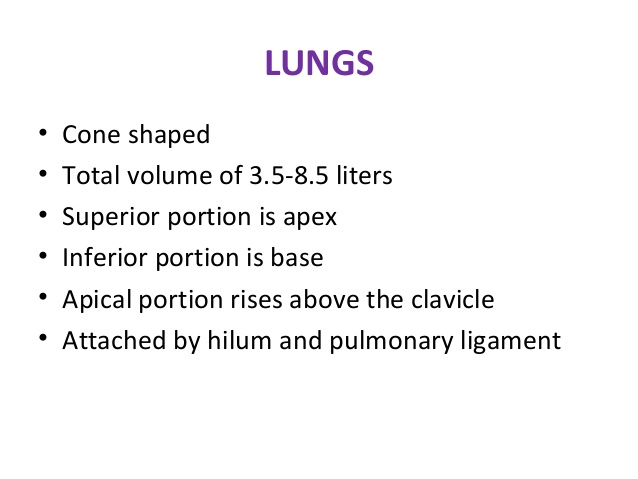 LUNGS
• Cone shaped
• Total volume of 3.5-8.5 liters
• Superior portion is apex
• Inferior portion is base
• Apical portion rises above the clavicle
• Attached by hilum and pulmonary ligament